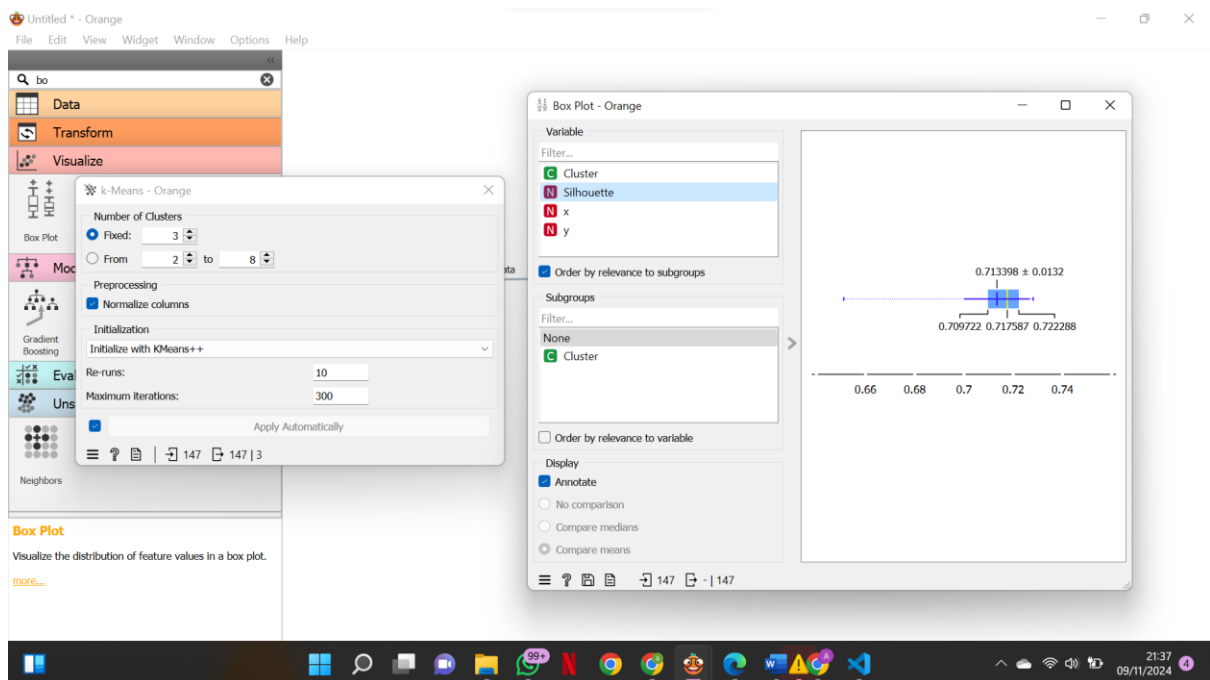 Untitled * - Orange
File Edit View Widget Window Options Help
bo
Data
Transform
Visualize
Box Plot
Mod
Gradient
Boosting
Eva
Uns
Neighbors
Box Plot
Visualize the distribution of feature values in a box plot.
more...
k-Means - Orange
Number of Clusters
Fixed: 3
From 2 to 8
Preprocessing
Normalize columns
Initialization
Initialize with KMeans++
Re-runs: 10
Maximum iterations: 300
Apply Automatically
147 147 | 3
ata
Box Plot - Orange
Variable
Filter...
C Cluster
N Silhouette
N x
N y
Order by relevance to subgroups
Subgroups
Filter...
None
C Cluster
Order by relevance to variable
Display
Annotate
No comparison
Compare medians
Compare means
147 - | 147
0.713398 ± 0.0132
0.709722 0.717587 0.722288
0.66 0.68 0.7 0.72 0.74
99+
A
21:37
09/11/2024
4